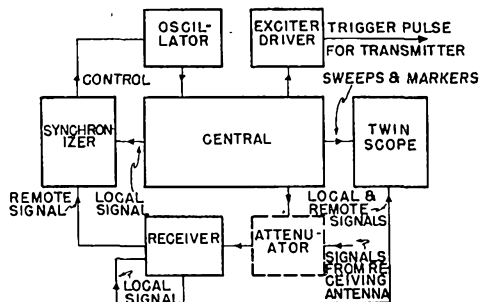 OSCIL-
LATOR
EXCITER
DRIVER
TRIGGER PULSE
FOR TRANSMITTER
CONTROL
SWEEPS & MARKERS
SYNCHRON-
IZER
CENTRAL
TWIN
SCOPE
REMOTE
SIGNAL
LOCAL
SIGNAL
LOCAL &
REMOTE
SIGNALS
RECEIVER
ATTENU-
ATOR
SIGNALS
FROM RE-
CEIVING
ANTENNA
LOCAL
SIGNAL